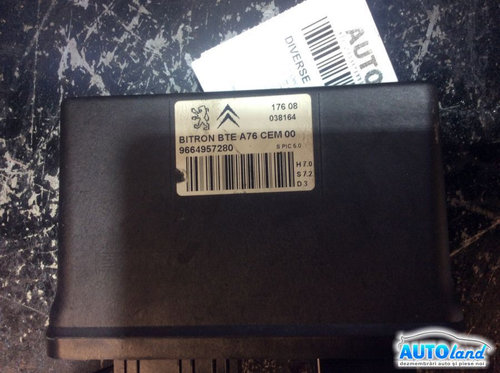 AUTO
DIVERSE
176 08
038164
BITRON BTE A76 CEM 00
9664957280
S PIC 6.0
H 7.0
S 7.2
D 3
AUTOland
dezmembrări auto și piese noi